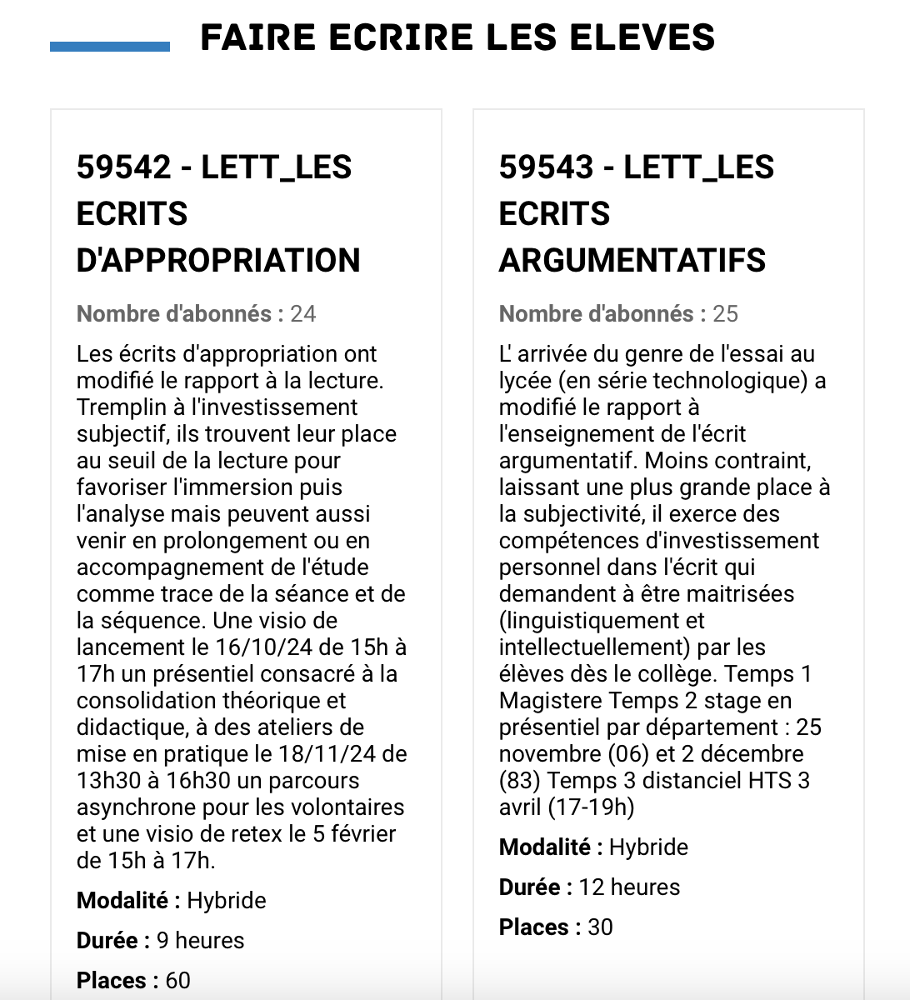 FAIRE ECRIRE LES ELEVES
59542 - LETT_LES
ECRITS
D'APPROPRIATION
Nombre d'abonnés : 24
Les écrits d'appropriation ont
modifié le rapport à la lecture.
Tremplin à l'investissement
subjectif, ils trouvent leur place
au seuil de la lecture pour
favoriser l'immersion puis
l'analyse mais peuvent aussi
venir en prolongement ou en
accompagnement de l'étude
comme trace de la séance et de
la séquence. Une visio de
lancement le 16/10/24 de 15h à
17h un présentiel consacré à la
consolidation théorique et
didactique, à des ateliers de
mise en pratique le 18/11/24 de
13h30 à 16h30 un parcours
asynchrone pour les volontaires
et une visio de retex le 5 février
de 15h à 17h.
Modalité : Hybride
Durée : 9 heures
Places : 60
59543 - LETT_LES
ECRITS
ARGUMENTATIFS
Nombre d'abonnés : 25
L' arrivée du genre de l'essai au
lycée (en série technologique) a
modifié le rapport à
l'enseignement de l'écrit
argumentatif. Moins contraint,
laissant une plus grande place à
la subjectivité, il exerce des
compétences d'investissement
personnel dans l'écrit qui
demandent à être maitrisées
(linguistiquement et
intellectuellement) par les
élèves dès le collège. Temps 1
Magistere Temps 2 stage en
présentiel par département : 25
novembre (06) et 2 décembre
(83) Temps 3 distanciel HTS 3
avril (17-19h)
Modalité : Hybride
Durée : 12 heures
Places : 30